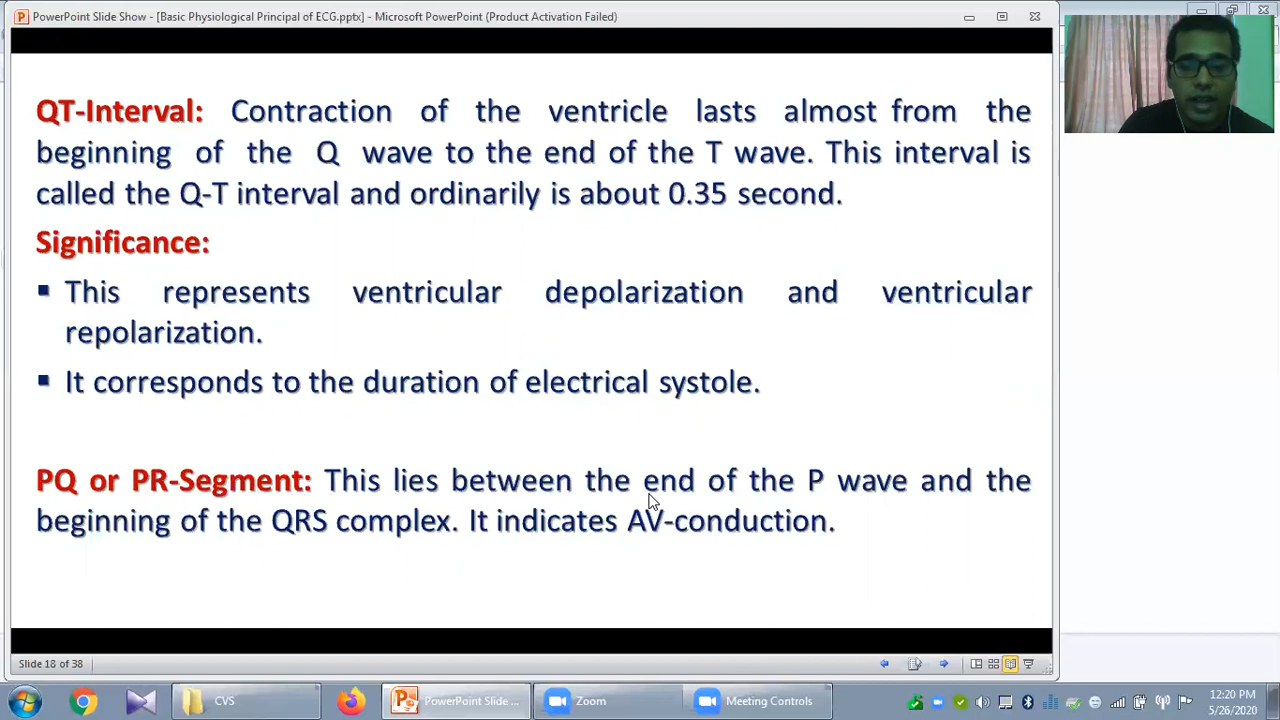 PowerPoint Slide Show - [Basic Physiological Principal of ECG.pptx] - Microsoft PowerPoint (Product Activation Failed)
QT-Interval: Contraction of the ventricle lasts almost from the
beginning of the Q wave to the end of the T wave. This interval is
called the Q-T interval and ordinarily is about 0.35 second.
Significance:
▪ This represents ventricular depolarization and ventricular
repolarization.
▪ It corresponds to the duration of electrical systole.
PQ or PR-Segment: This lies between the end of the P wave and the
beginning of the QRS complex. It indicates AV-conduction.
Slide 18 of 38
CVS
PowerPoint Slide ...
Zoom
Meeting Controls
12:20 PM
5/26/2020